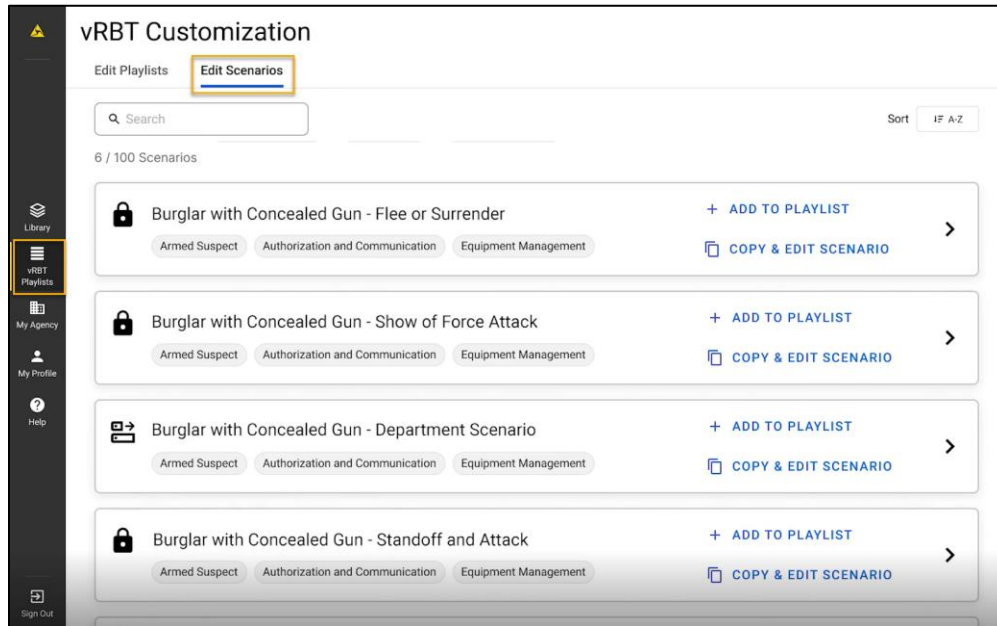 vRBT Customization
Edit Playlists
Edit Scenarios
Search
Sort
A-Z
6 / 100 Scenarios
Library
vRBT
Playlists
My Agency
My Profile
Help
Sign Out
Burglar with Concealed Gun - Flee or Surrender
+ ADD TO PLAYLIST
Armed Suspect
Authorization and Communication
Equipment Management
COPY & EDIT SCENARIO
Burglar with Concealed Gun - Show of Force Attack
+ ADD TO PLAYLIST
Armed Suspect
Authorization and Communication
Equipment Management
COPY & EDIT SCENARIO
Burglar with Concealed Gun - Department Scenario
+ ADD TO PLAYLIST
Armed Suspect
Authorization and Communication
Equipment Management
COPY & EDIT SCENARIO
Burglar with Concealed Gun - Standoff and Attack
+ ADD TO PLAYLIST
Armed Suspect
Authorization and Communication
Equipment Management
COPY & EDIT SCENARIO